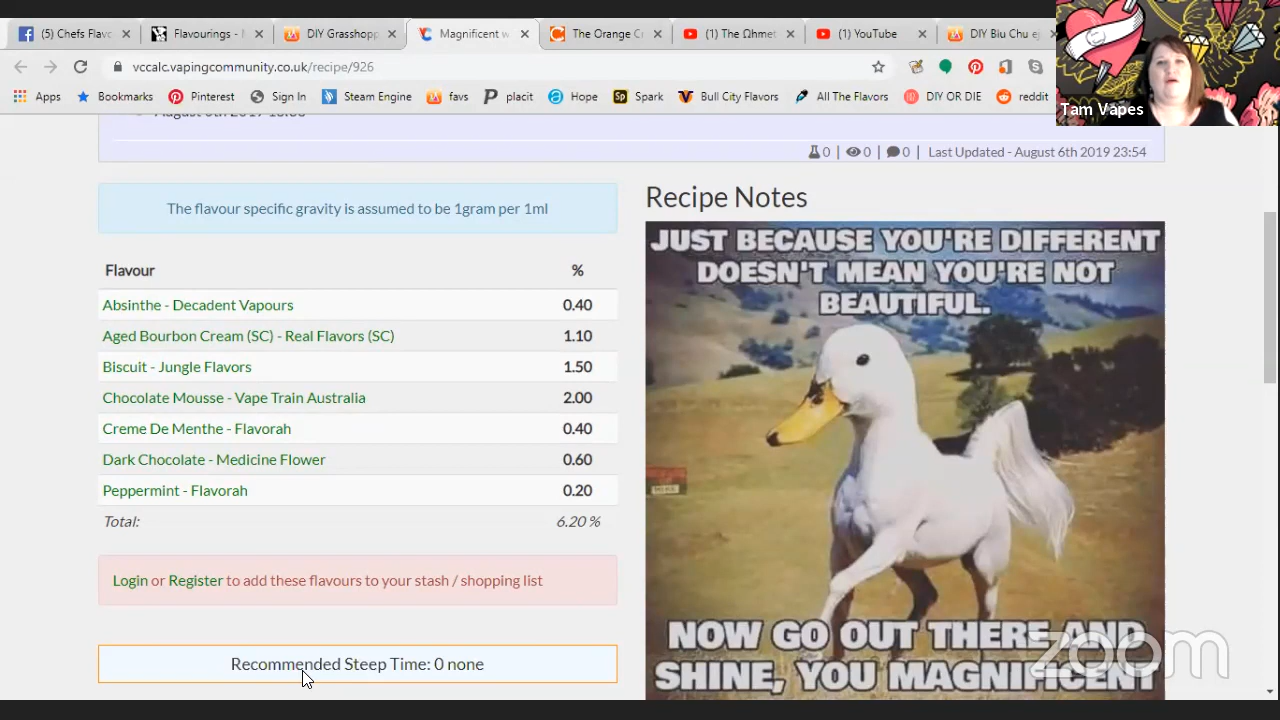 (5) Chefs Flavo
Flavourings -
DIY Grasshopp
Magnificent w
The Orange C
(1) The Ωhmet
(1) YouTube
DIY Biu Chu ej
vccalc.vapingcommunity.co.uk/recipe/926
Apps
Bookmarks
Pinterest
Sign In
Steam Engine
favs
placit
Hope
Spark
Bull City Flavors
All The Flavors
DIY OR DIE
reddit
Tam Vapes
0 | 0 | 0 | Last Updated - August 6th 2019 23:54
The flavour specific gravity is assumed to be 1gram per 1ml
Flavour %
Absinthe - Decadent Vapours 0.40
Aged Bourbon Cream (SC) - Real Flavors (SC) 1.10
Biscuit - Jungle Flavors 1.50
Chocolate Mousse - Vape Train Australia 2.00
Creme De Menthe - Flavorah 0.40
Dark Chocolate - Medicine Flower 0.60
Peppermint - Flavorah 0.20
Total: 6.20 %
Login or Register to add these flavours to your stash / shopping list
Recommended Steep Time: 0 none
Recipe Notes
JUST BECAUSE YOU'RE DIFFERENT
DOESN'T MEAN YOU'RE NOT
BEAUTIFUL.
NOW GO OUT THERE AND
SHINE, YOU MAGNIFICENT
zoom